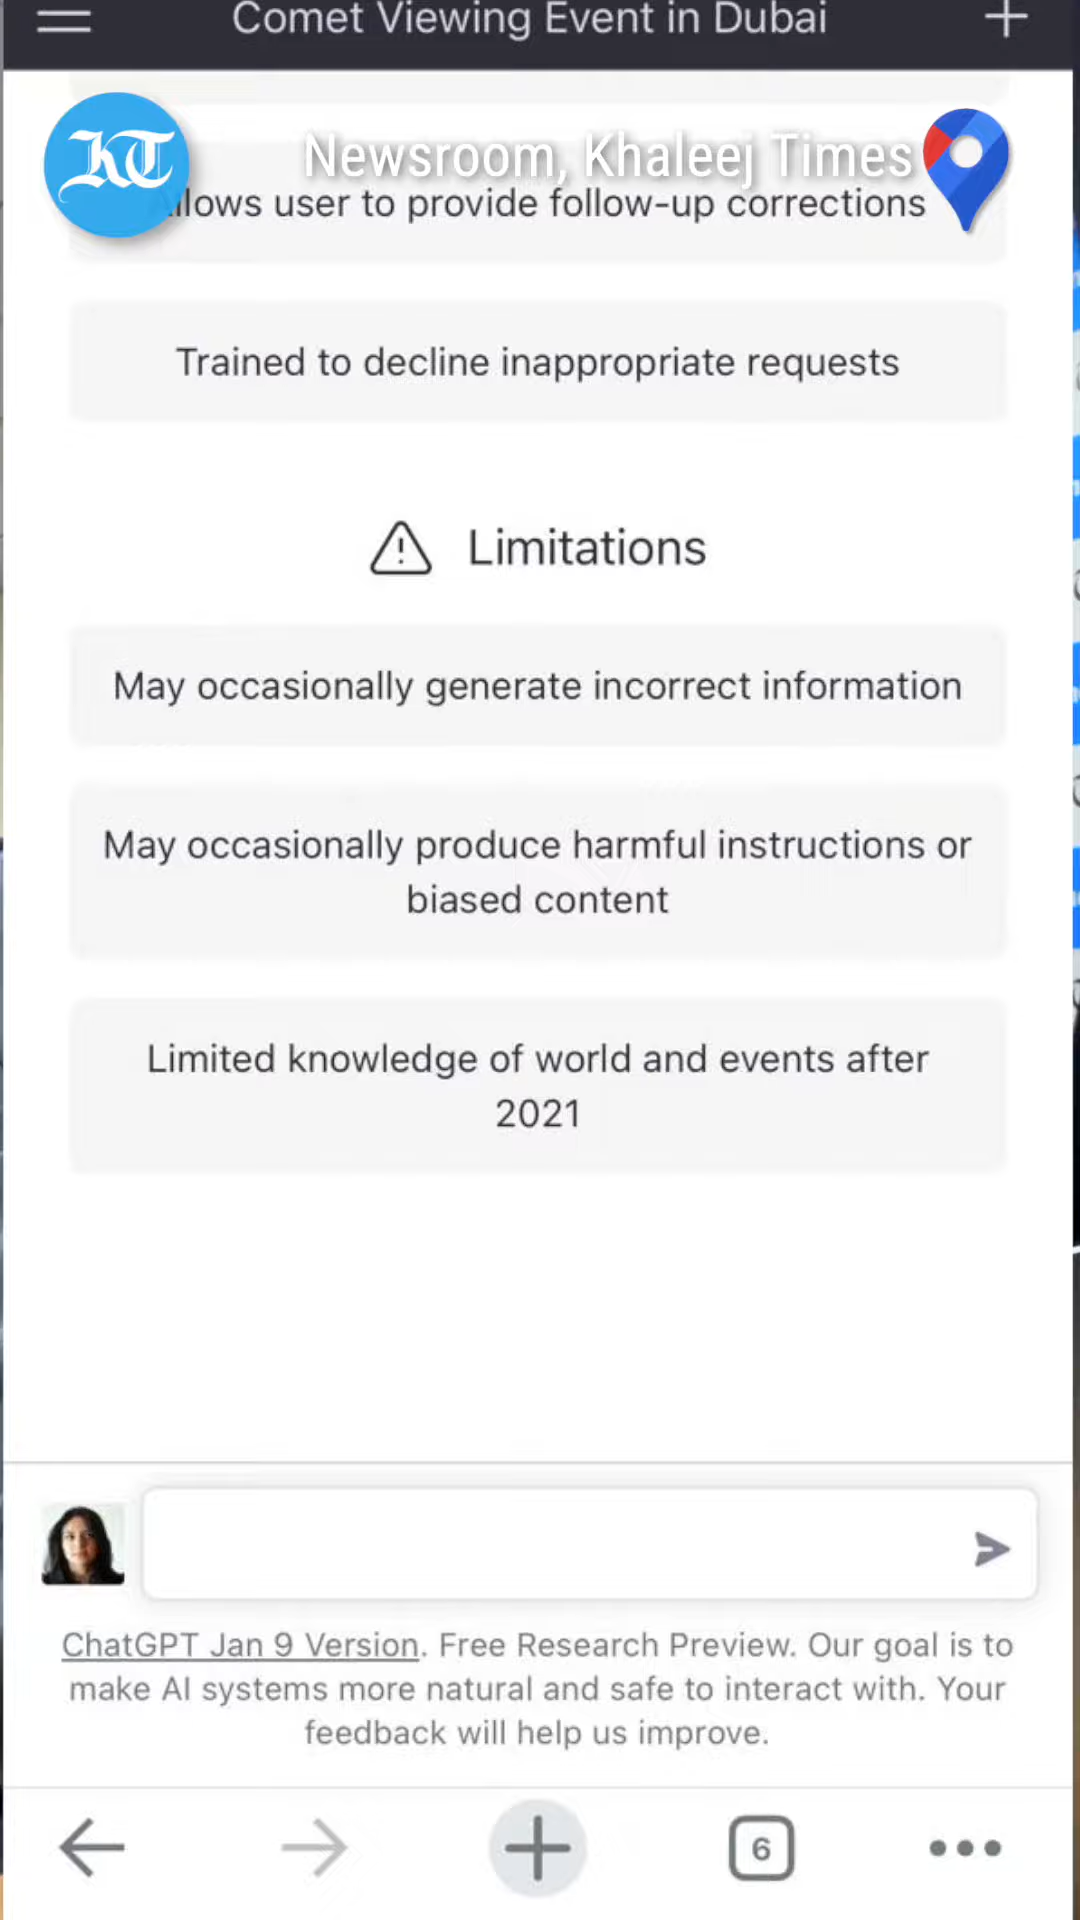 Comet Viewing Event in Dubai
KT
Newsroom, Khaleej Times
Allows user to provide follow-up corrections
Trained to decline inappropriate requests
Limitations
May occasionally generate incorrect information
May occasionally produce harmful instructions or
biased content
Limited knowledge of world and events after
2021
ChatGPT Jan 9 Version. Free Research Preview. Our goal is to
make AI systems more natural and safe to interact with. Your
feedback will help us improve.
6